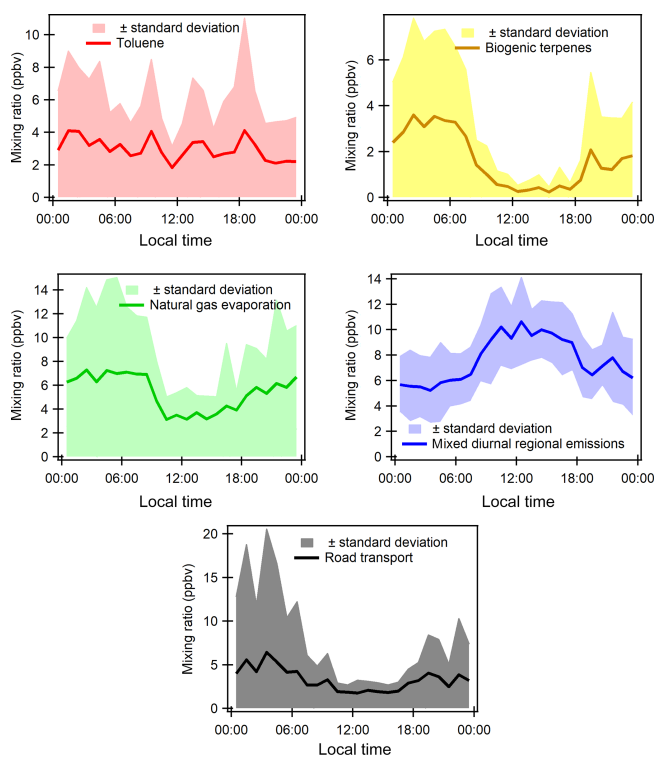 ± standard deviation
Toluene
Mixing ratio (ppbv)
10
8
6
4
2
0
00:00 06:00 12:00 18:00 00:00
Local time
± standard deviation
Biogenic terpenes
Mixing ratio (ppbv)
6
4
2
0
00:00 06:00 12:00 18:00 00:00
Local time
± standard deviation
Natural gas evaporation
Mixing ratio (ppbv)
14
12
10
8
6
4
2
0
00:00 06:00 12:00 18:00 00:00
Local time
Mixing ratio (ppbv)
14
12
10
8
6
4
2
0
± standard deviation
Mixed diurnal regional emissions
00:00 06:00 12:00 18:00 00:00
Local time
± standard deviation
Road transport
Mixing ratio (ppbv)
20
15
10
5
0
00:00 06:00 12:00 18:00 00:00
Local time